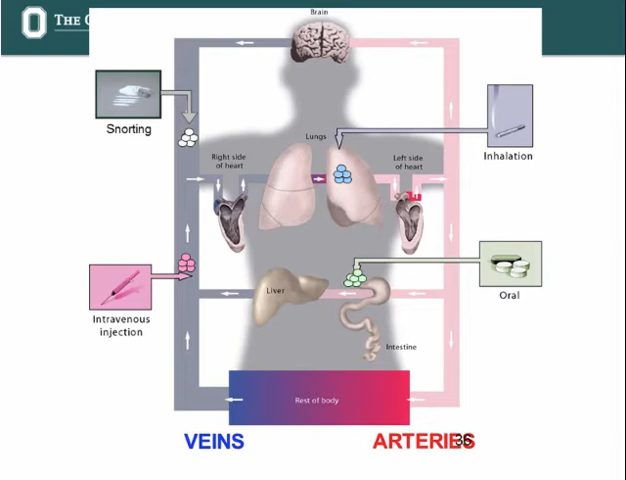 THE
Brain
Snorting
Lungs
Right side
of heart
Left side
of heart
Inhalation
Liver
Intravenous
injection
Oral
Intestine
Rest of body
VEINS
ARTERIES
36